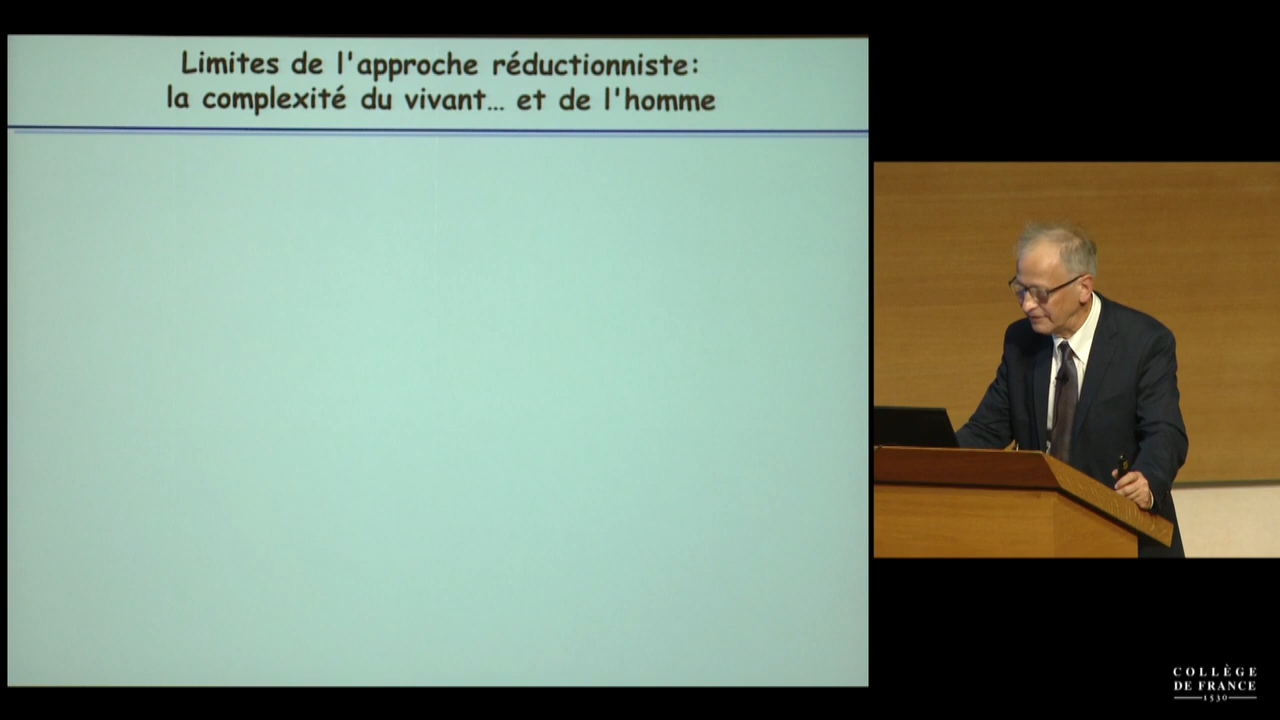 Limites de l'approche réductionniste:
la complexité du vivant... et de l'homme
COLLÈGE
DE FRANCE
1530